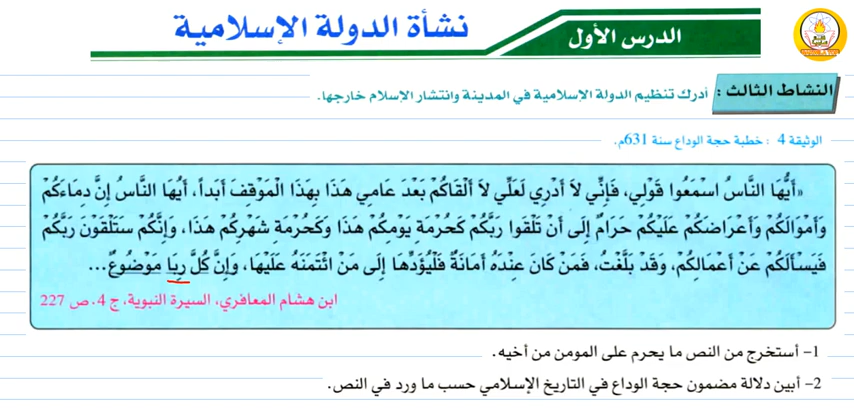 الدرس الأول
نشأة الدولة الإسلامية
النشاط الثالث : أدرك تنظيم الدولة الإسلامية في المدينة وانتشار الإسلام خارجها.
الوثيقة 4 : خطبة حجة الوداع سنة 631م.
«أَيُّهَا النَّاسُ اسْمَعُوا قَوْلِي، فَإِنِّي لاَ أَدْرِي لَعَلِّي لاَ أَلْقَاكُمْ بَعْدَ عَامِي هَذَا بِهَذَا الْمَوْقِفِ أَبَداً، أَيُّهَا النَّاسُ إِنَّ دِمَاءَكُمْ
وَأَمْوَالَكُمْ وَأَعْرَاضَكُمْ عَلَيْكُمْ حَرَامٌ إِلَى أَنْ تَلْقَوا رَبَّكُمْ كَحُرْمَةِ يَوْمِكُمْ هَذَا وَكَحُرْمَةِ شَهْرِكُمْ هَذَا، وَإِنَّكُمْ سَتَلْقَوْنَ رَبَّكُمْ
فَيَسْأَلَكُمْ عَنْ أَعْمَالِكُمْ، وَقَدْ بَلَّغْتُ، فَمَنْ كَانَ عِنْدَهُ أَمَانَةٌ فَلْيُؤَدِّهَا إِلَى مَنْ ائْتَمَنَهُ عَلَيْهَا، وَإِنَّ كُلَّ رِبَا مَوْضُوعٌ...
ابن هشام المعافري، السيرة النبوية، ج 4، ص 227
1- أستخرج من النص ما يحرم على المومن من أخيه.
2- أبين دلالة مضمون حجة الوداع في التاريخ الإسلامي حسب ما ورد في النص.